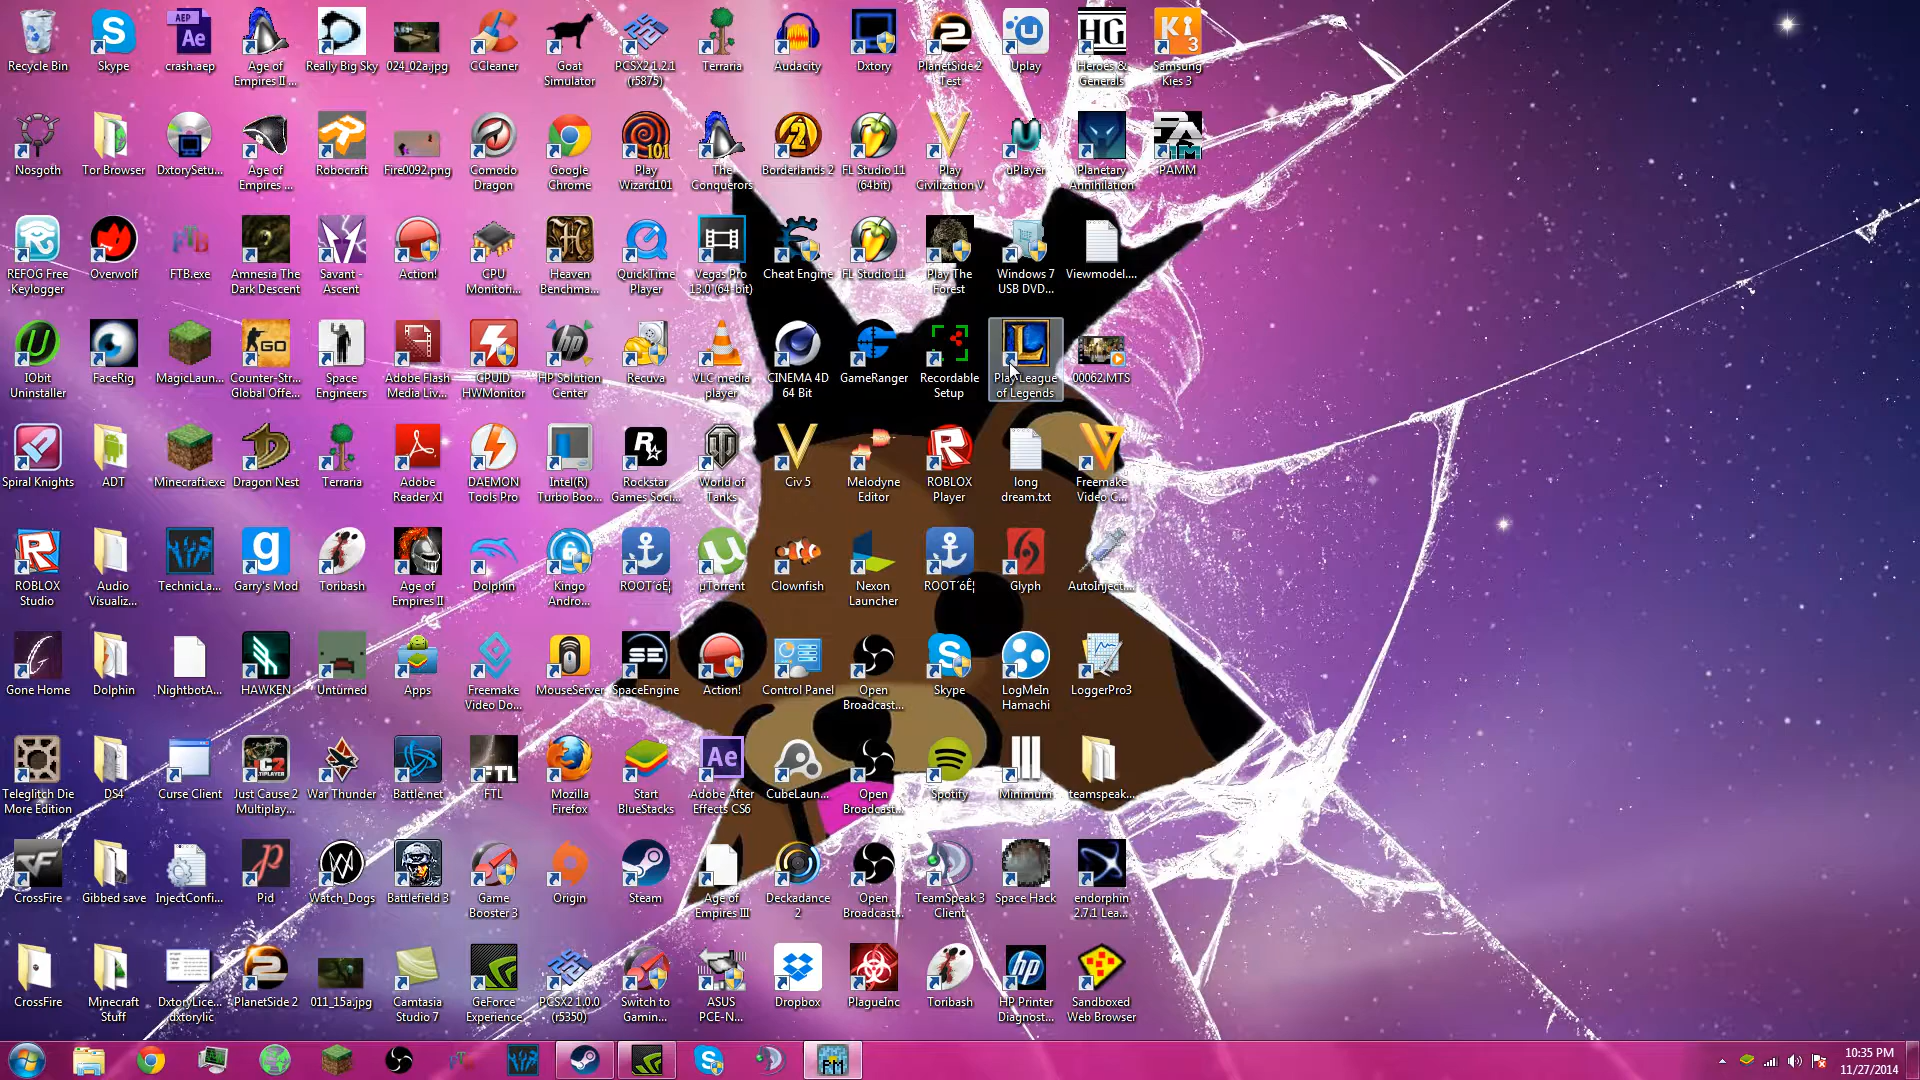 Recycle Bin
Skype
crash.aep
Age of
Empires II ...
Really Big Sky
024_02a.jpg
CCleaner
Goat
Simulator
PCSX2 1.2.1
(r5875)
Terraria
Audacity
Dxtory
PlanetSide 2
Test
Uplay
Heroes &
Generals
Samsung
Kies 3
Nosgoth
Tor Browser
DxtorySetu...
Age of
Empires ...
Robocraft
Fire0092.png
Comodo
Dragon
Google
Chrome
Play
Wizard101
The
Conquerors
Borderlands 2
FL Studio 11
(64bit)
Play
Civilization V
uPlayer
Planetary
Annihilation
PAMM
REFOG Free
Keylogger
Overwolf
FTB.exe
Amnesia The
Dark Descent
Savant -
Ascent
Action!
CPU
Monitori...
Heaven
Benchma...
QuickTime
Player
Vegas Pro
13.0 (64-bit)
Cheat Engine
FL Studio 11
Play The
Forest
Windows 7
USB DVD...
Viewmodel....
IObit
Uninstaller
FaceRig
MagicLaun...
Counter-Str...
Global Offe...
Space
Engineers
Adobe Flash
Media Liv...
CPUID
HWMonitor
HP Solution
Center
Recuva
VLC media
player
CINEMA 4D
64 Bit
GameRanger
Recordable
Setup
Play League
of Legends
00062.MTS
Spiral Knights
ADT
Minecraft.exe
Dragon Nest
Terraria
Adobe
Reader XI
DAEMON
Tools Pro
Intel(R)
Turbo Boo...
Rockstar
Games Soci...
World of
Tanks
Civ 5
Melodyne
Editor
ROBLOX
Player
long
dream.txt
Freemake
Video C...
ROBLOX
Studio
Audio
Visualiz...
TechnicLa...
Garry's Mod
Toribash
Age of
Empires II
Dolphin
Kingo
Andro...
ROOT´óÊ¦
µTorrent
Clownfish
Nexon
Launcher
ROOT´óÊ¦
Glyph
AutoInject...
Gone Home
Dolphin
NightbotA...
HAWKEN
Unturned
Apps
Freemake
Video Do...
MouseServer
SpaceEngine
Action!
Control Panel
Open
Broadcast...
Skype
LogMeIn
Hamachi
LoggerPro3
Teleglitch Die
More Edition
DS4
Curse Client
Just Cause 2
Multiplay...
War Thunder
Battle.net
FTL
Mozilla
Firefox
Start
BlueStacks
Adobe After
Effects CS6
CubeLaun...
Open
Broadcast...
Spotify
Minimum
teamspeak...
CrossFire
Gibbed save
InjectConfi...
Pid
Watch_Dogs
Battlefield 3
Game
Booster 3
Origin
Steam
Age of
Empires III
Deckadance
2
Open
Broadcast...
TeamSpeak 3
Client
Space Hack
endorphin
2.7.1 Lea...
CrossFire
Minecraft
Stuff
DxtoryLice...
dxtorylic
PlanetSide 2
011_15a.jpg
Camtasia
Studio 7
GeForce
Experience
PCSX2 1.0.0
(r5350)
Switch to
Gamin...
ASUS
PCE-N...
Dropbox
PlagueInc
Toribash
HP Printer
Diagnost...
Sandboxed
Web Browser
10:35 PM
11/27/2014